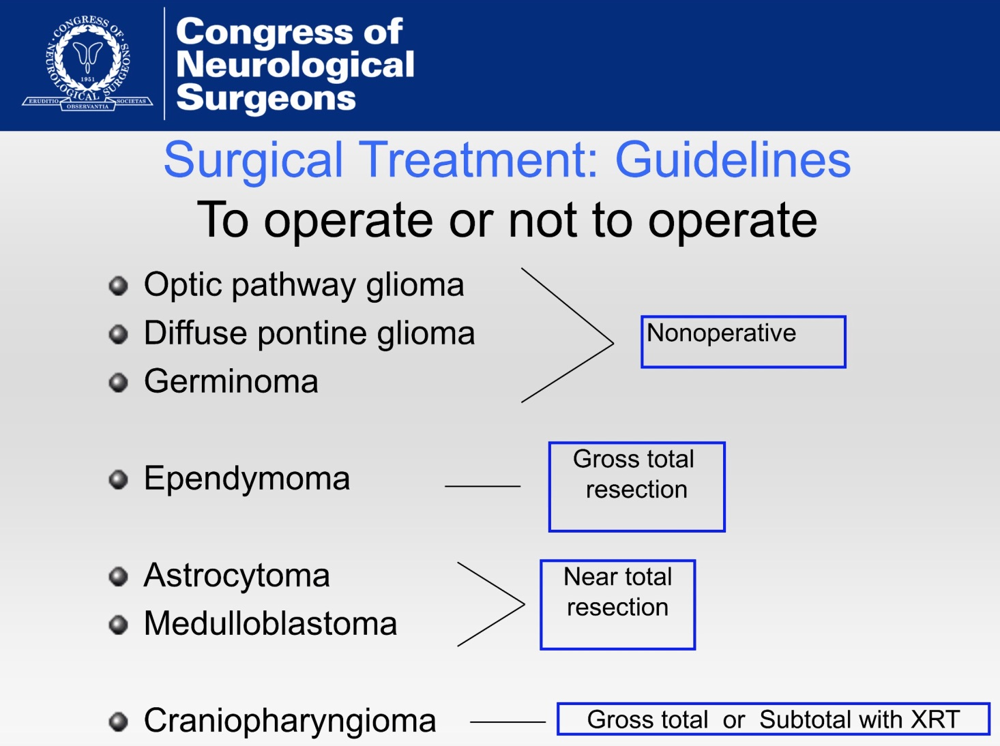 CONGRESS OF NEUROLOGICAL SURGEONS
1951
ERUDITIO OBSERVANTIA SOCIETAS
Congress of
Neurological
Surgeons
Surgical Treatment: Guidelines
To operate or not to operate
Optic pathway glioma
Diffuse pontine glioma
Germinoma
Nonoperative
Ependymoma
Gross total
resection
Astrocytoma
Medulloblastoma
Near total
resection
Craniopharyngioma
Gross total or Subtotal with XRT